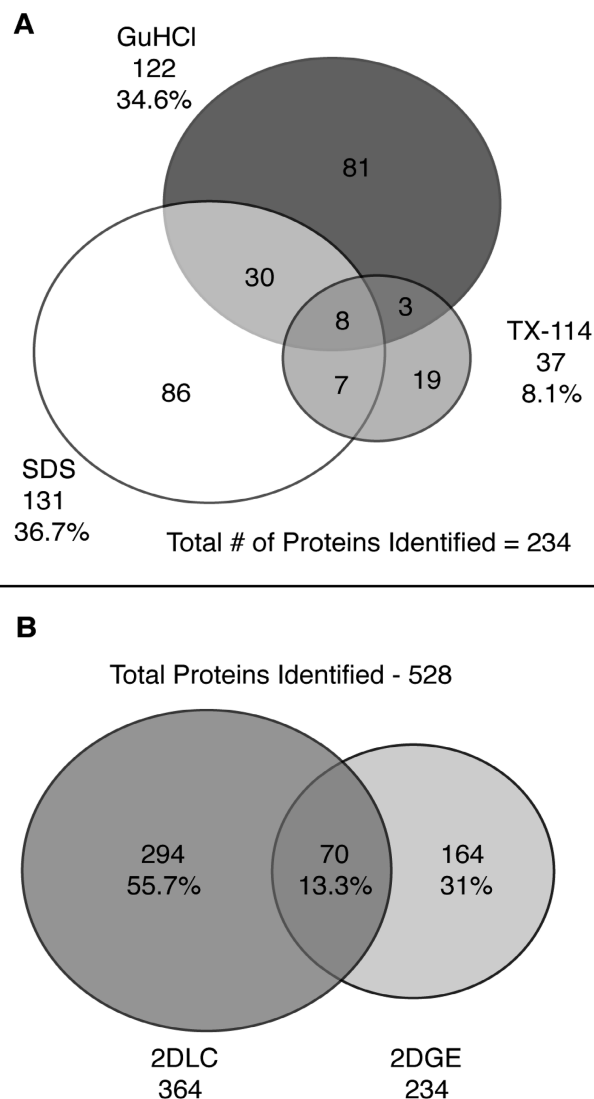 A
GuHCl
122
34.6%
81
30
8
3
TX-114
37
8.1%
7
19
86
SDS
131
36.7%
Total # of Proteins Identified = 234
B
Total Proteins Identified - 528
294
55.7%
70
13.3%
164
31%
2DLC
364
2DGE
234